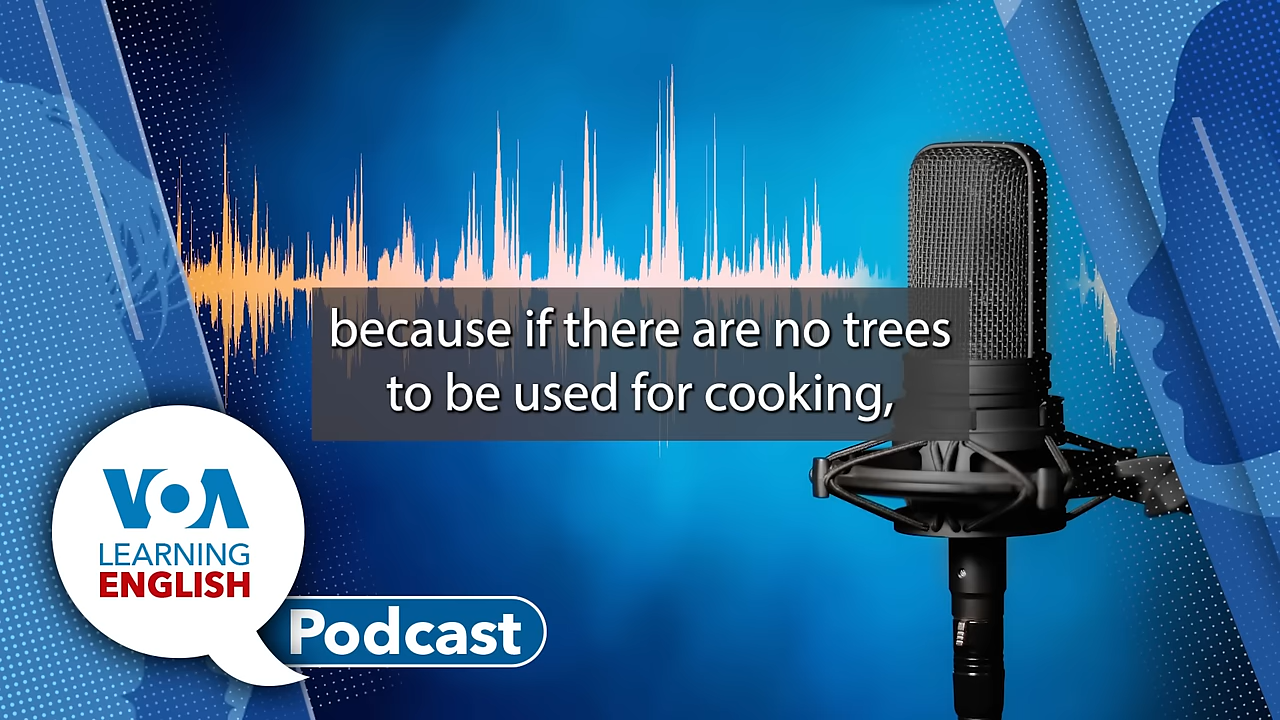 because if there are no trees
to be used for cooking,
VOA
LEARNING
ENGLISH
Podcast